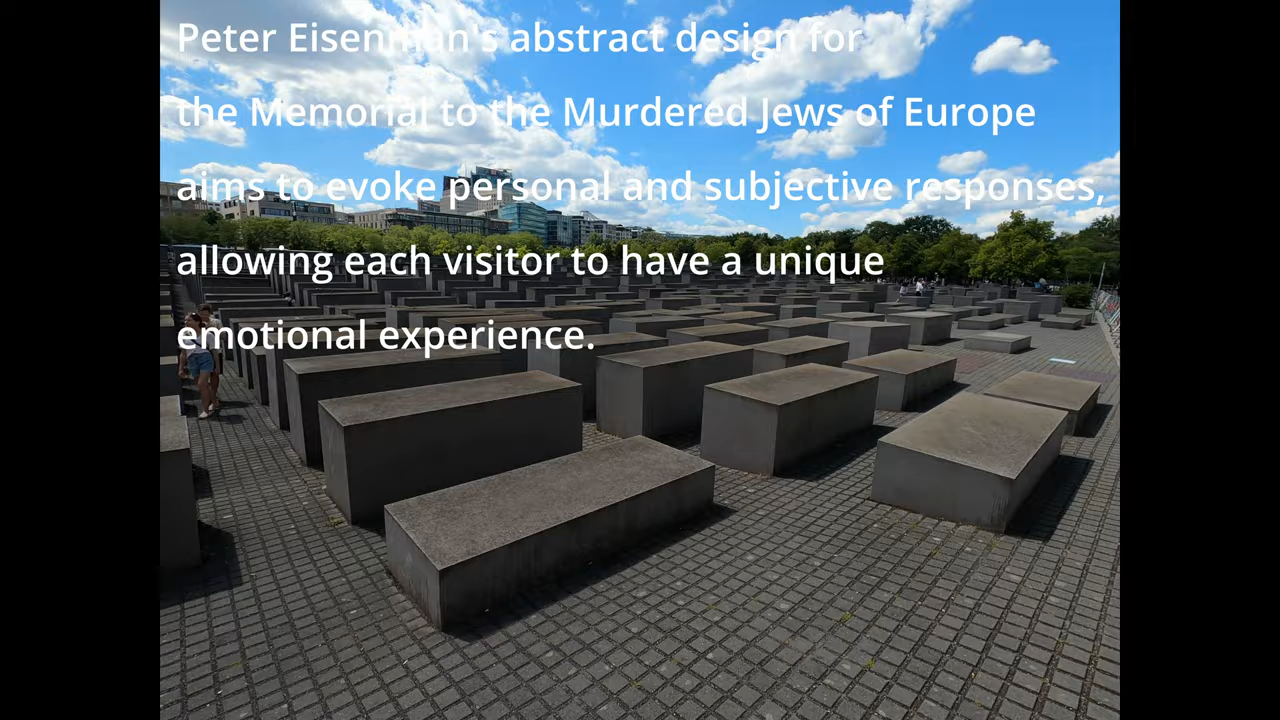 Peter Eisenman's abstract design for
the Memorial to the Murdered Jews of Europe
aims to evoke personal and subjective responses,
allowing each visitor to have a unique
emotional experience.